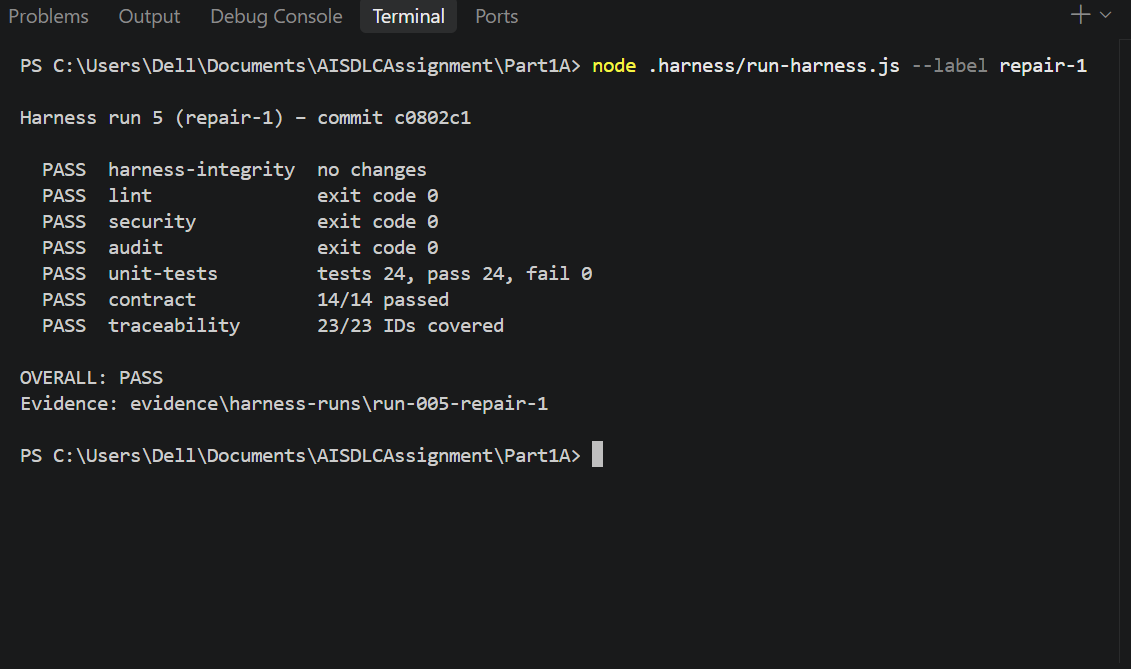 Problems Output Debug Console Terminal Ports
PS C:\Users\Dell\Documents\AISDLCAssignment\Part1A> node .harness/run-harness.js --label repair-1
Harness run 5 (repair-1) — commit c0802c1
PASS harness-integrity no changes
PASS lint exit code 0
PASS security exit code 0
PASS audit exit code 0
PASS unit-tests tests 24, pass 24, fail 0
PASS contract 14/14 passed
PASS traceability 23/23 IDs covered
OVERALL: PASS
Evidence: evidence\harness-runs\run-005-repair-1
PS C:\Users\Dell\Documents\AISDLCAssignment\Part1A>